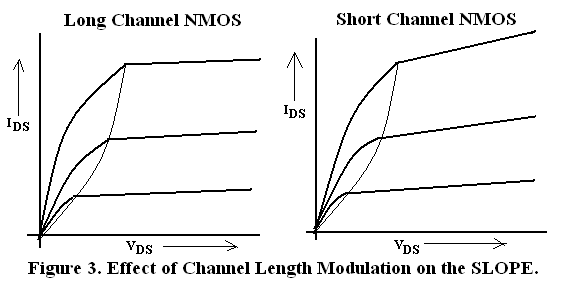 Long Channel NMOS
Short Channel NMOS
IDS
IDS
VDS
VDS
Figure 3. Effect of Channel Length Modulation on the SLOPE.